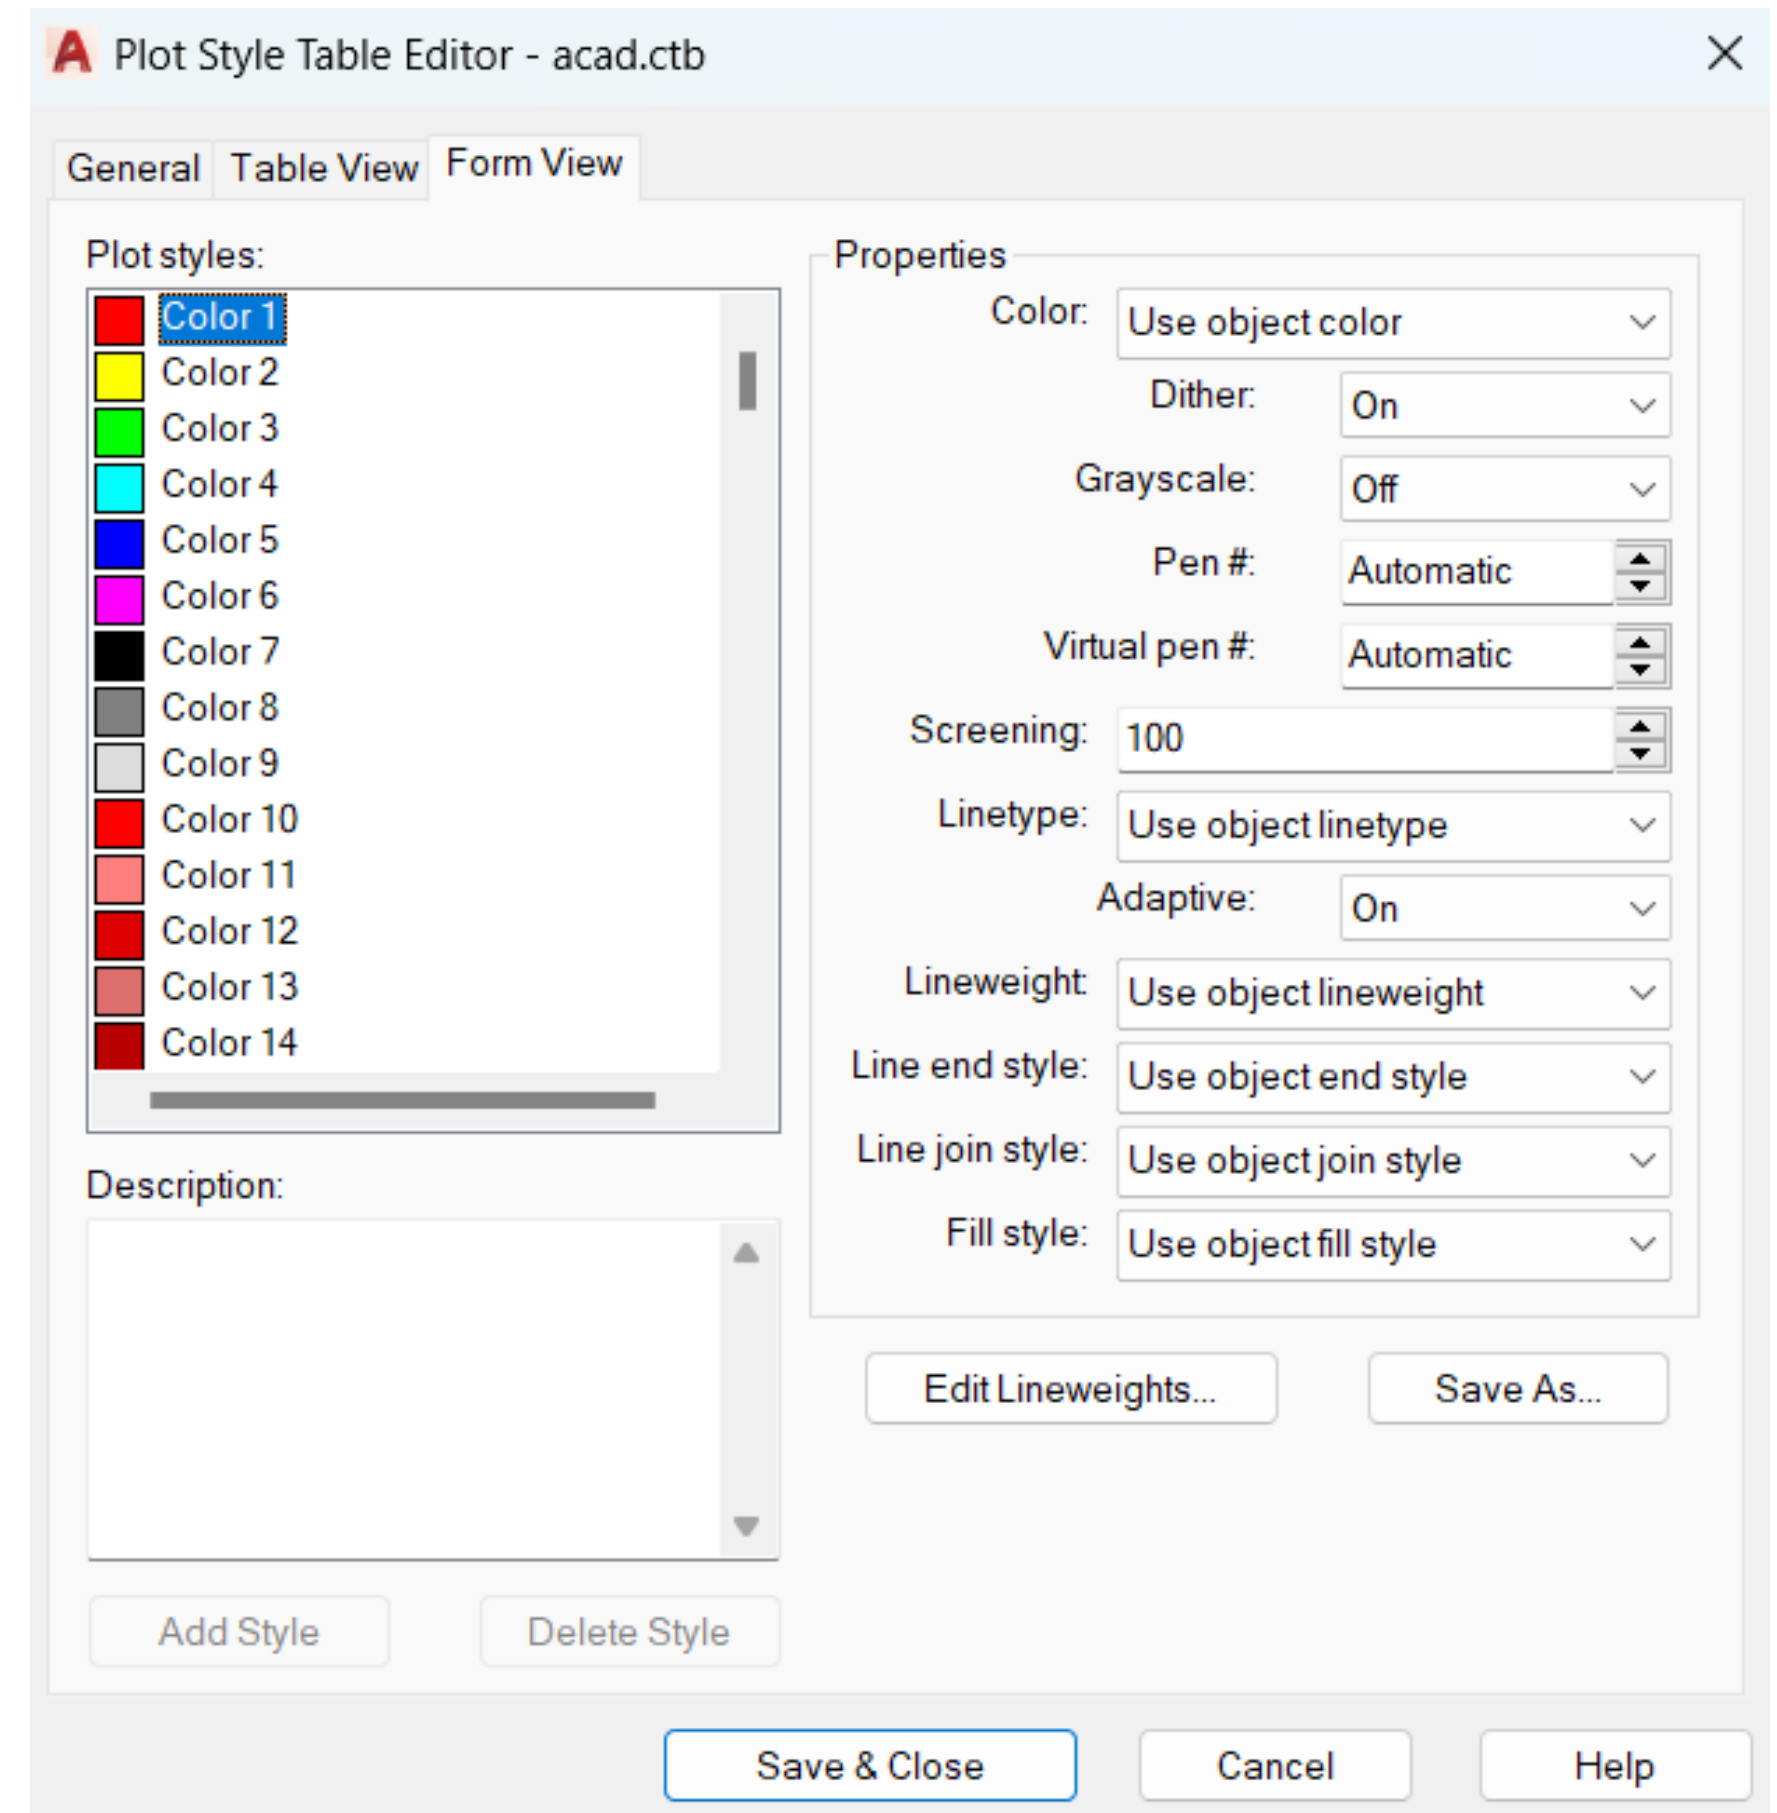 Plot Style Table Editor - acad.ctb
General Table View Form View
Plot styles:
Color 1
Color 2
Color 3
Color 4
Color 5
Color 6
Color 7
Color 8
Color 9
Color 10
Color 11
Color 12
Color 13
Color 14
Description:
Add Style Delete Style
Properties
Color: Use object color
Dither: On
Grayscale: Off
Pen #: Automatic
Virtual pen #: Automatic
Screening: 100
Linetype: Use object linetype
Adaptive: On
Lineweight: Use object lineweight
Line end style: Use object end style
Line join style: Use object join style
Fill style: Use object fill style
Edit Lineweights... Save As...
Save & Close Cancel Help